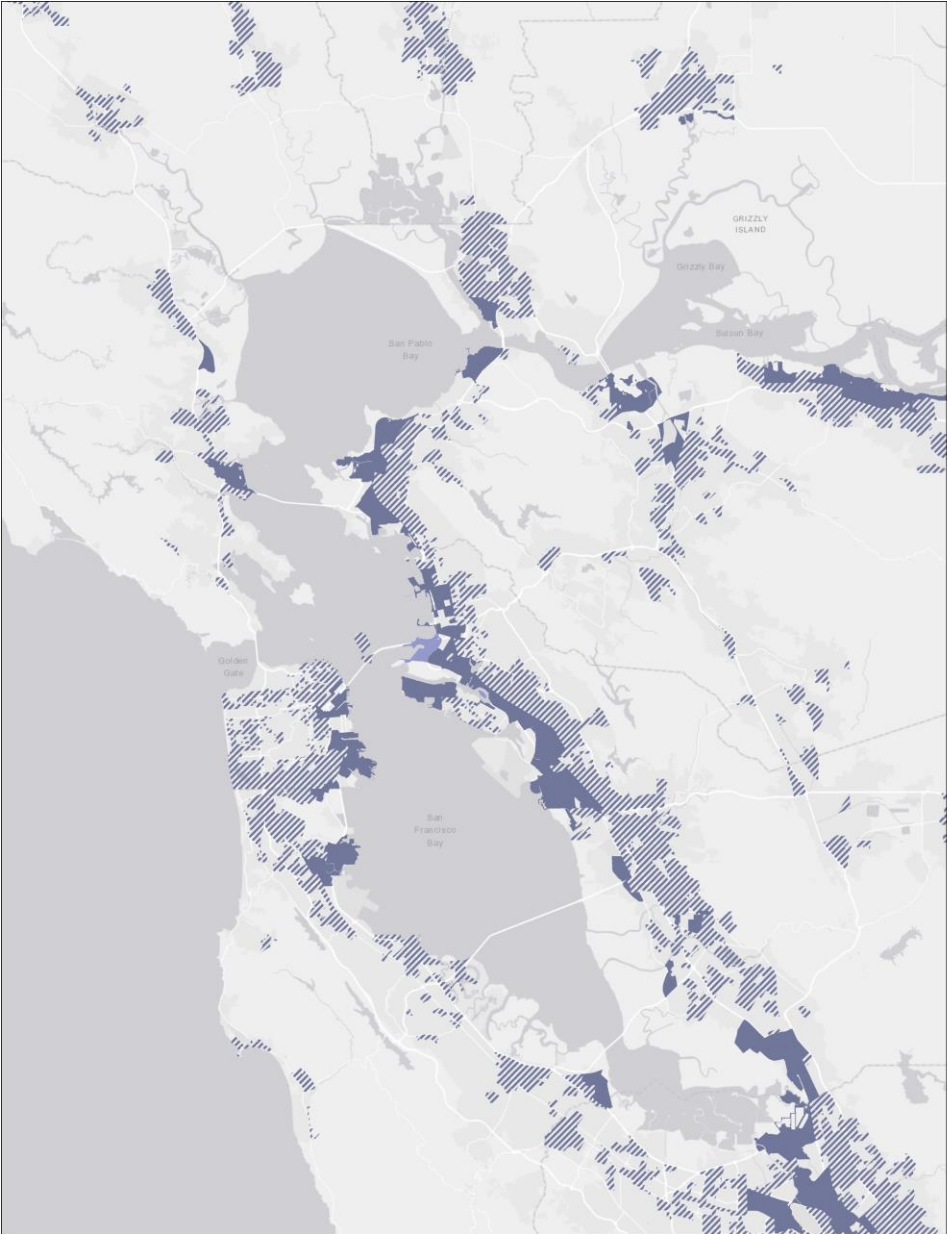 GRIZZLY
ISLAND
Grizzly Bay
Suisun Bay
San Pablo
Bay
Golden
Gate
San
Francisco
Bay